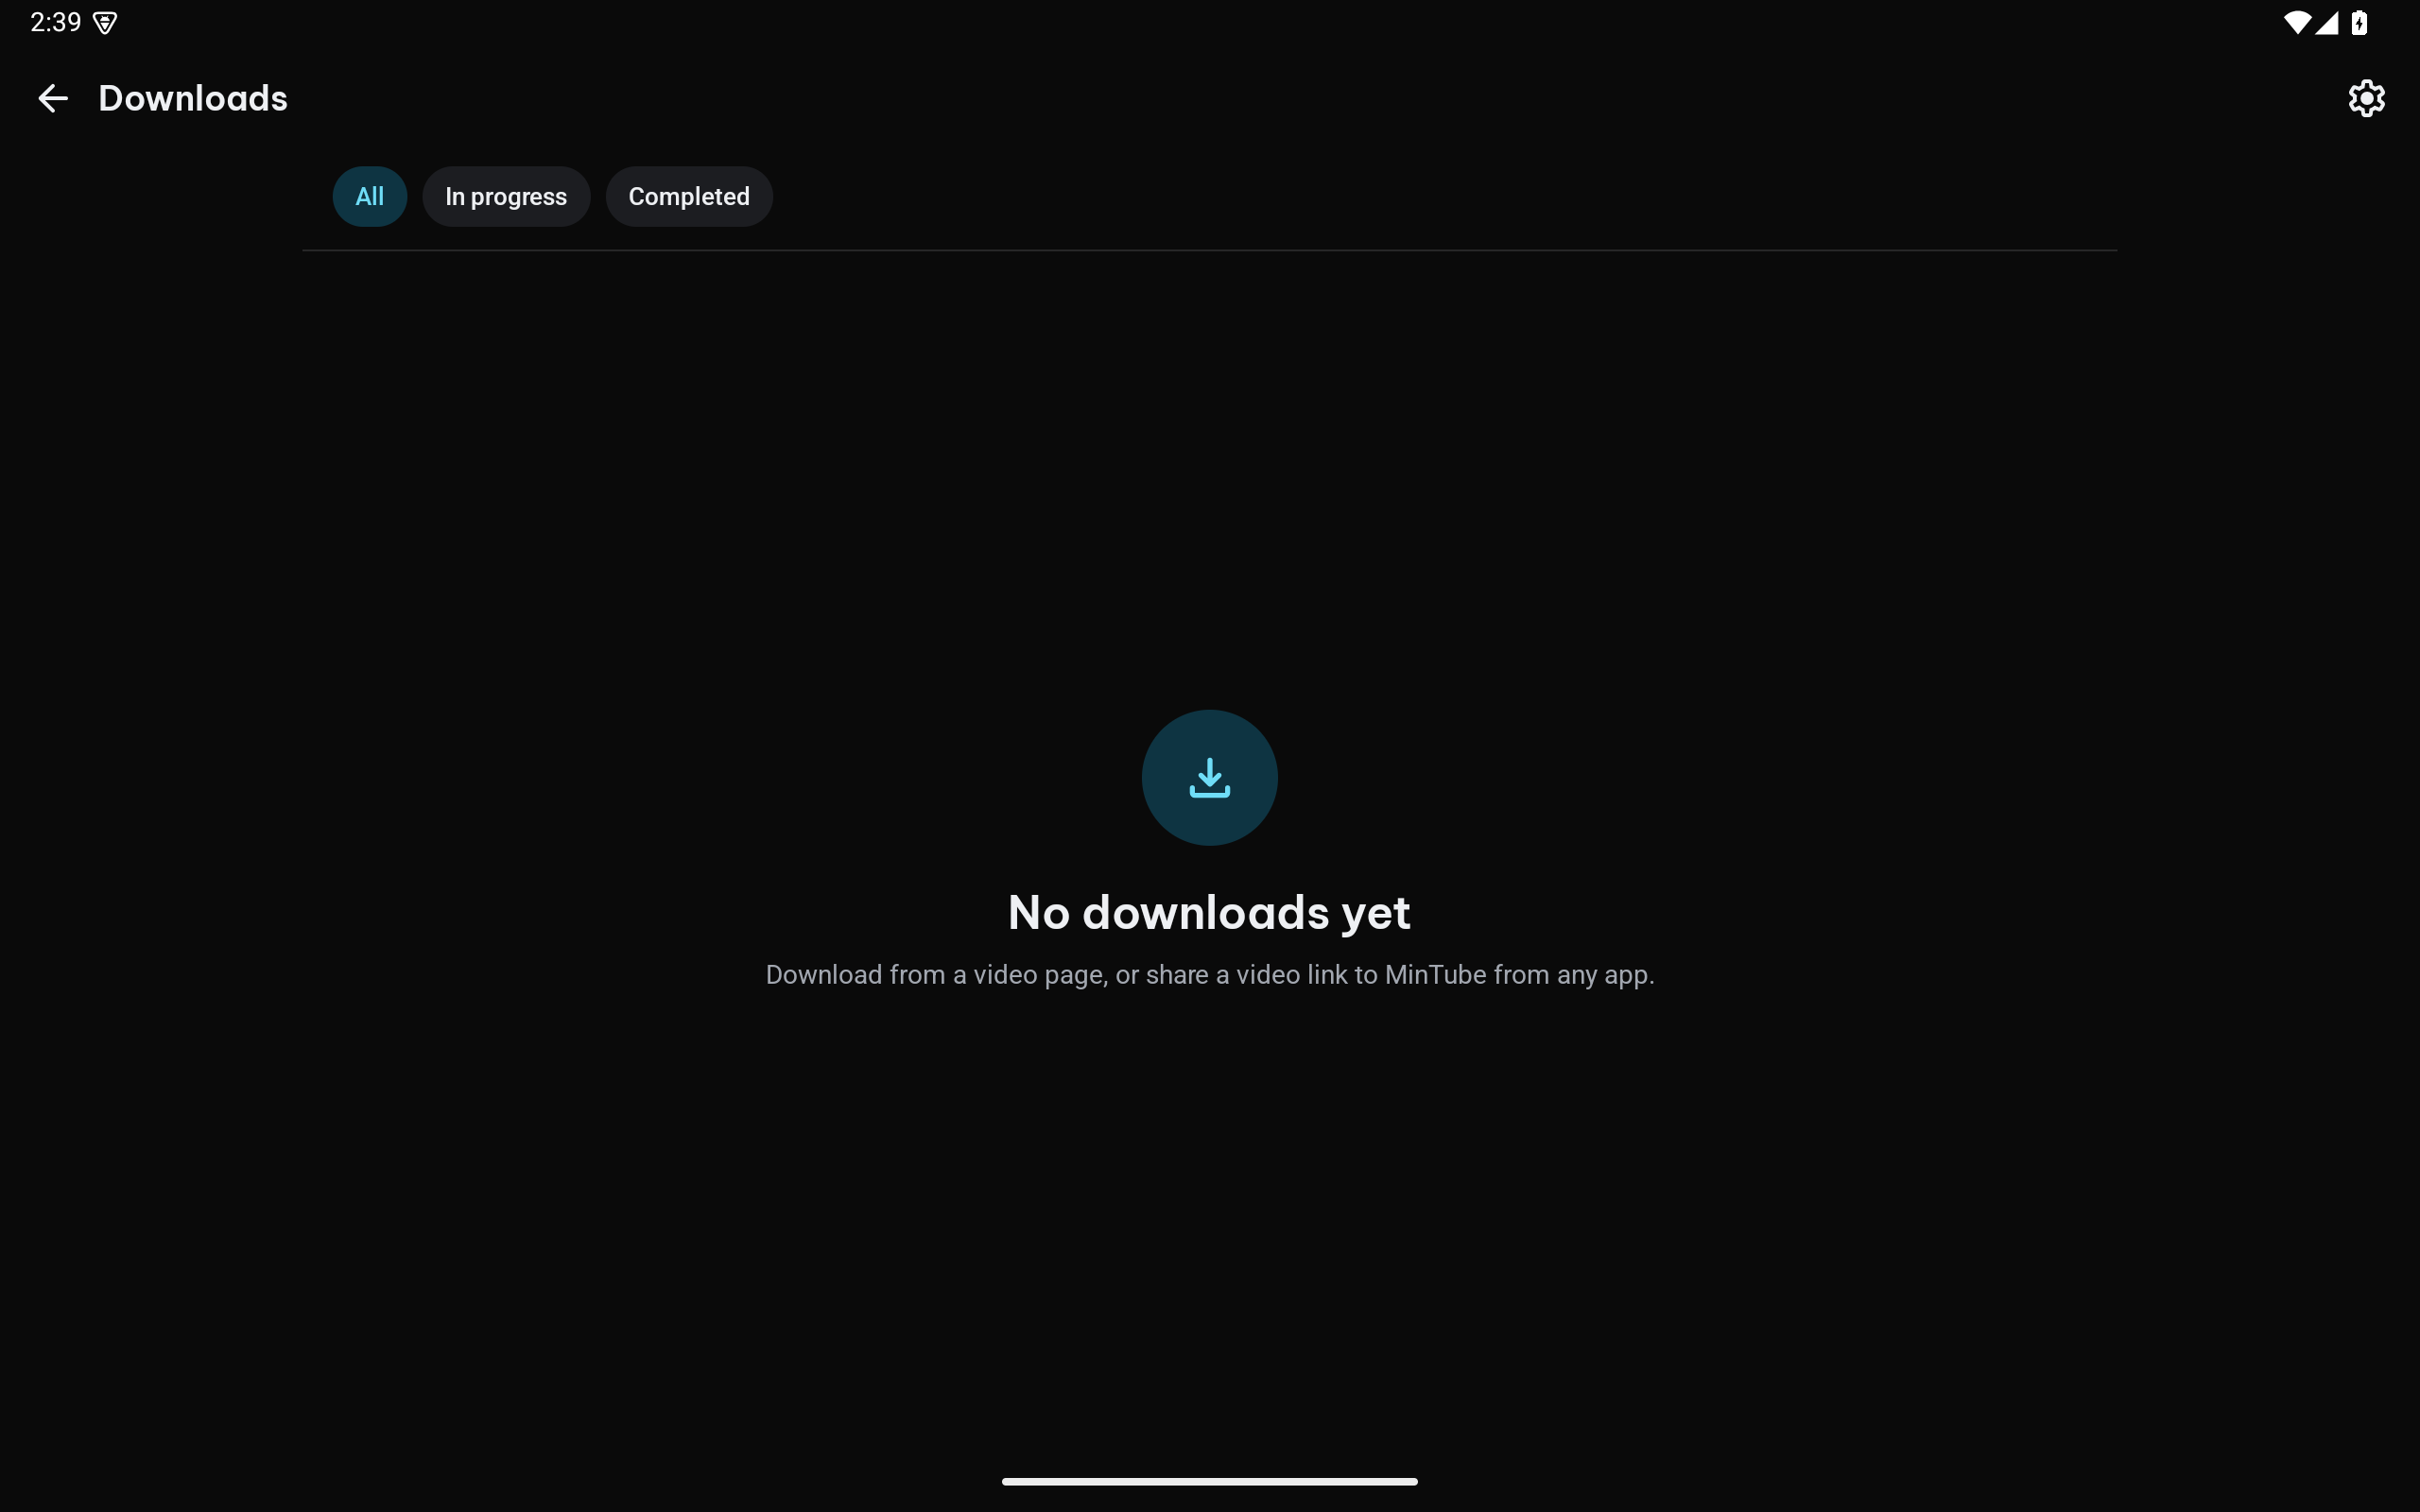 2:39
Downloads
All
In progress
Completed
No downloads yet
Download from a video page, or share a video link to MinTube from any app.